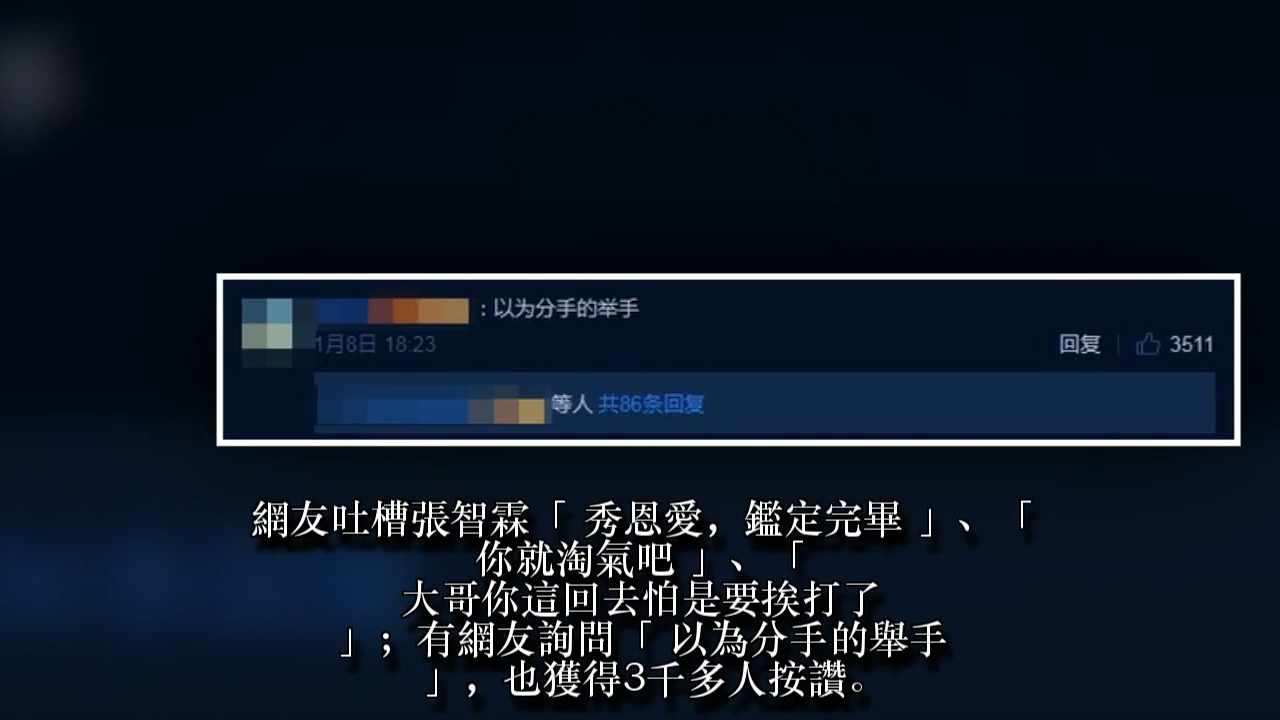 ：以为分手的举手
1月8日 18:23
回复 3511
等人 共86条回复
網友吐槽張智霖「 秀恩愛，鑑定完畢 」、「
你就淘氣吧 」、「
大哥你這回去怕是要挨打了
」；有網友詢問「 以為分手的舉手
」，也獲得3千多人按讚。